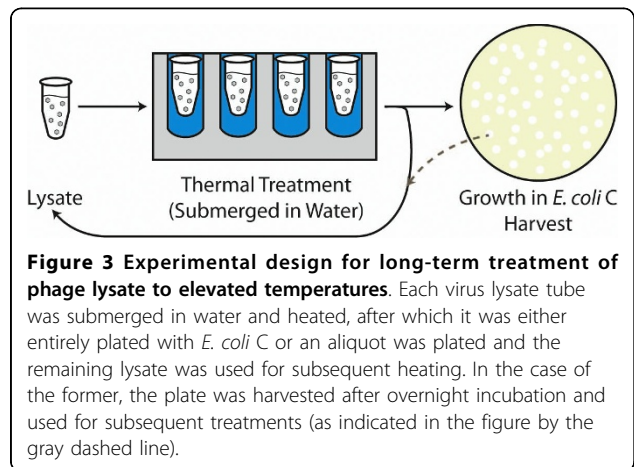 Lysate
Thermal Treatment
(Submerged in Water)
Growth in E. coli C
Harvest
Figure 3 Experimental design for long-term treatment of
phage lysate to elevated temperatures. Each virus lysate tube
was submerged in water and heated, after which it was either
entirely plated with E. coli C or an aliquot was plated and the
remaining lysate was used for subsequent heating. In the case of
the former, the plate was harvested after overnight incubation and
used for subsequent treatments (as indicated in the figure by the
gray dashed line).